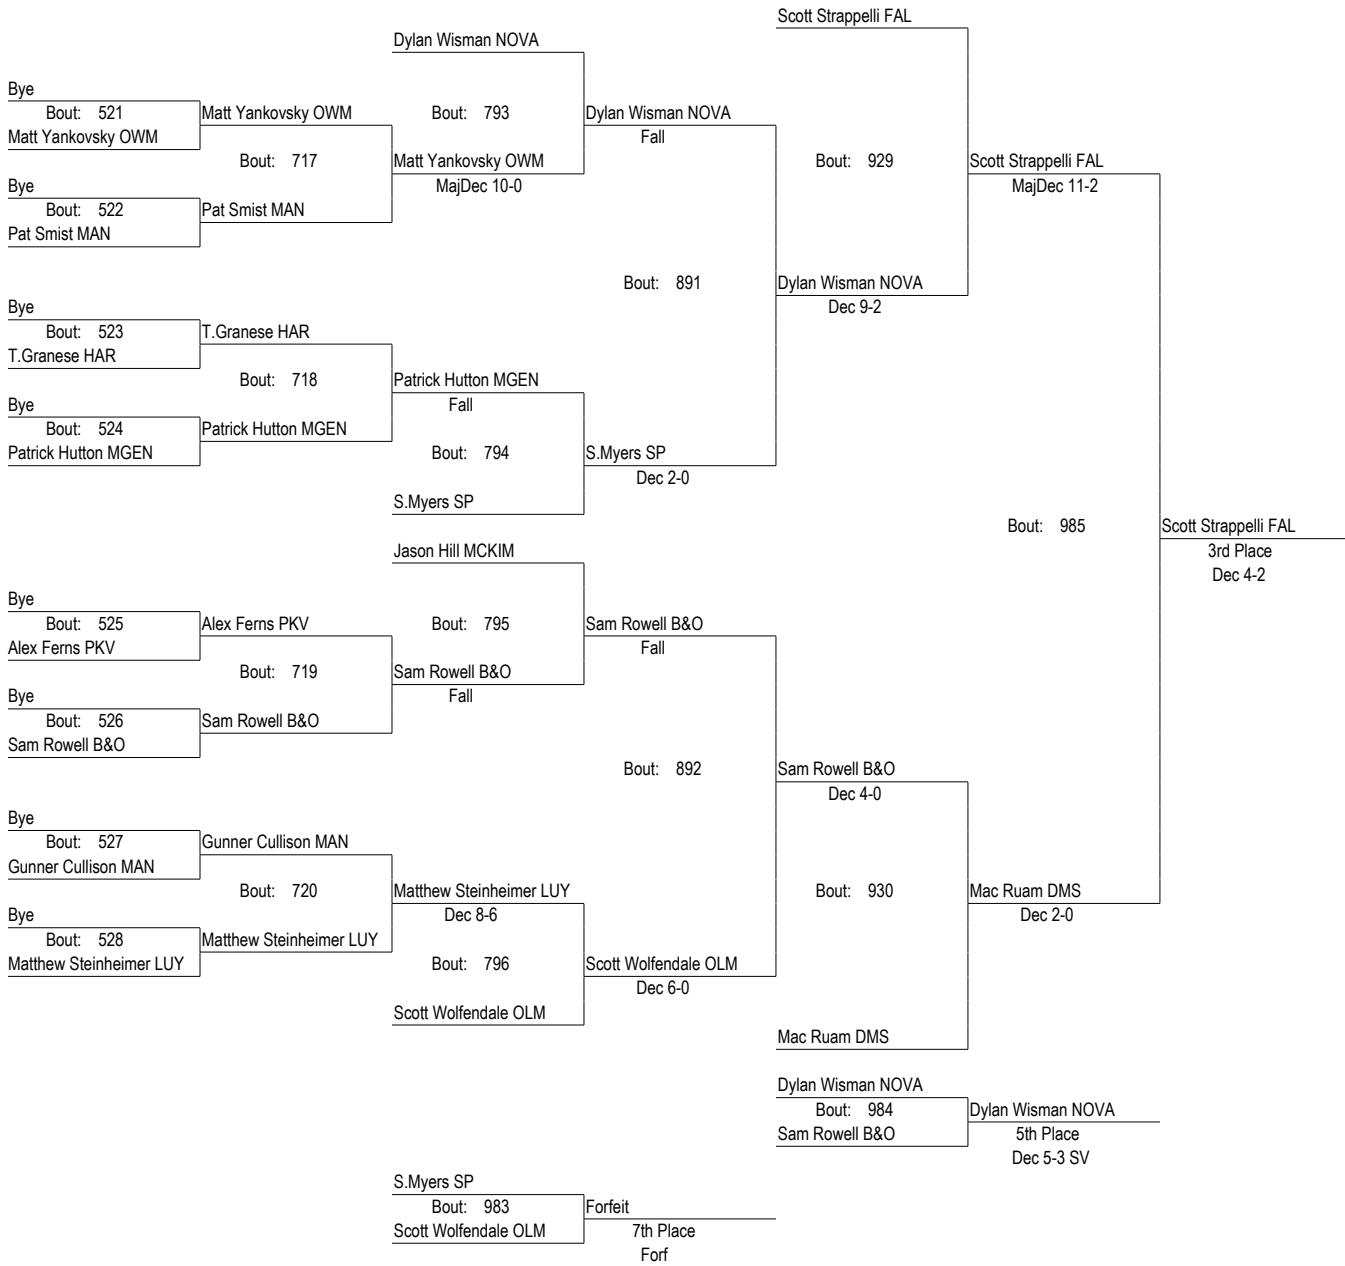 Scott Strappelli FAL
Dylan Wisman NOVA
Bye
Bout: 521
Matt Yankovsky OWM
Bout: 793
Dylan Wisman NOVA
Matt Yankovsky OWM
Fall
Bout: 717
Matt Yankovsky OWM
Bout: 929
Scott Strappelli FAL
Bye
MajDec 10-0
MajDec 11-2
Bout: 522
Pat Smist MAN
Pat Smist MAN
Bout: 891
Dylan Wisman NOVA
Bye
Dec 9-2
Bout: 523
T.Granese HAR
T.Granese HAR
Bout: 718
Patrick Hutton MGEN
Bye
Fall
Bout: 524
Patrick Hutton MGEN
Patrick Hutton MGEN
Bout: 794
S.Myers SP
Dec 2-0
S.Myers SP
Bout: 985
Scott Strappelli FAL
Jason Hill MCKIM
3rd Place
Dec 4-2
Bye
Bout: 525
Alex Ferns PKV
Bout: 795
Sam Rowell B&O
Alex Ferns PKV
Fall
Bout: 719
Sam Rowell B&O
Bye
Fall
Bout: 526
Sam Rowell B&O
Sam Rowell B&O
Bout: 892
Sam Rowell B&O
Dec 4-0
Bye
Bout: 527
Gunner Cullison MAN
Gunner Cullison MAN
Bout: 720
Matthew Steinheimer LUY
Bout: 930
Mac Ruam DMS
Bye
Dec 8-6
Dec 2-0
Bout: 528
Matthew Steinheimer LUY
Matthew Steinheimer LUY
Bout: 796
Scott Wolfendale OLM
Dec 6-0
Scott Wolfendale OLM
Mac Ruam DMS
Dylan Wisman NOVA
Bout: 984
Dylan Wisman NOVA
Sam Rowell B&O
5th Place
Dec 5-3 SV
S.Myers SP
Bout: 983
Forfeit
Scott Wolfendale OLM
7th Place
Forf